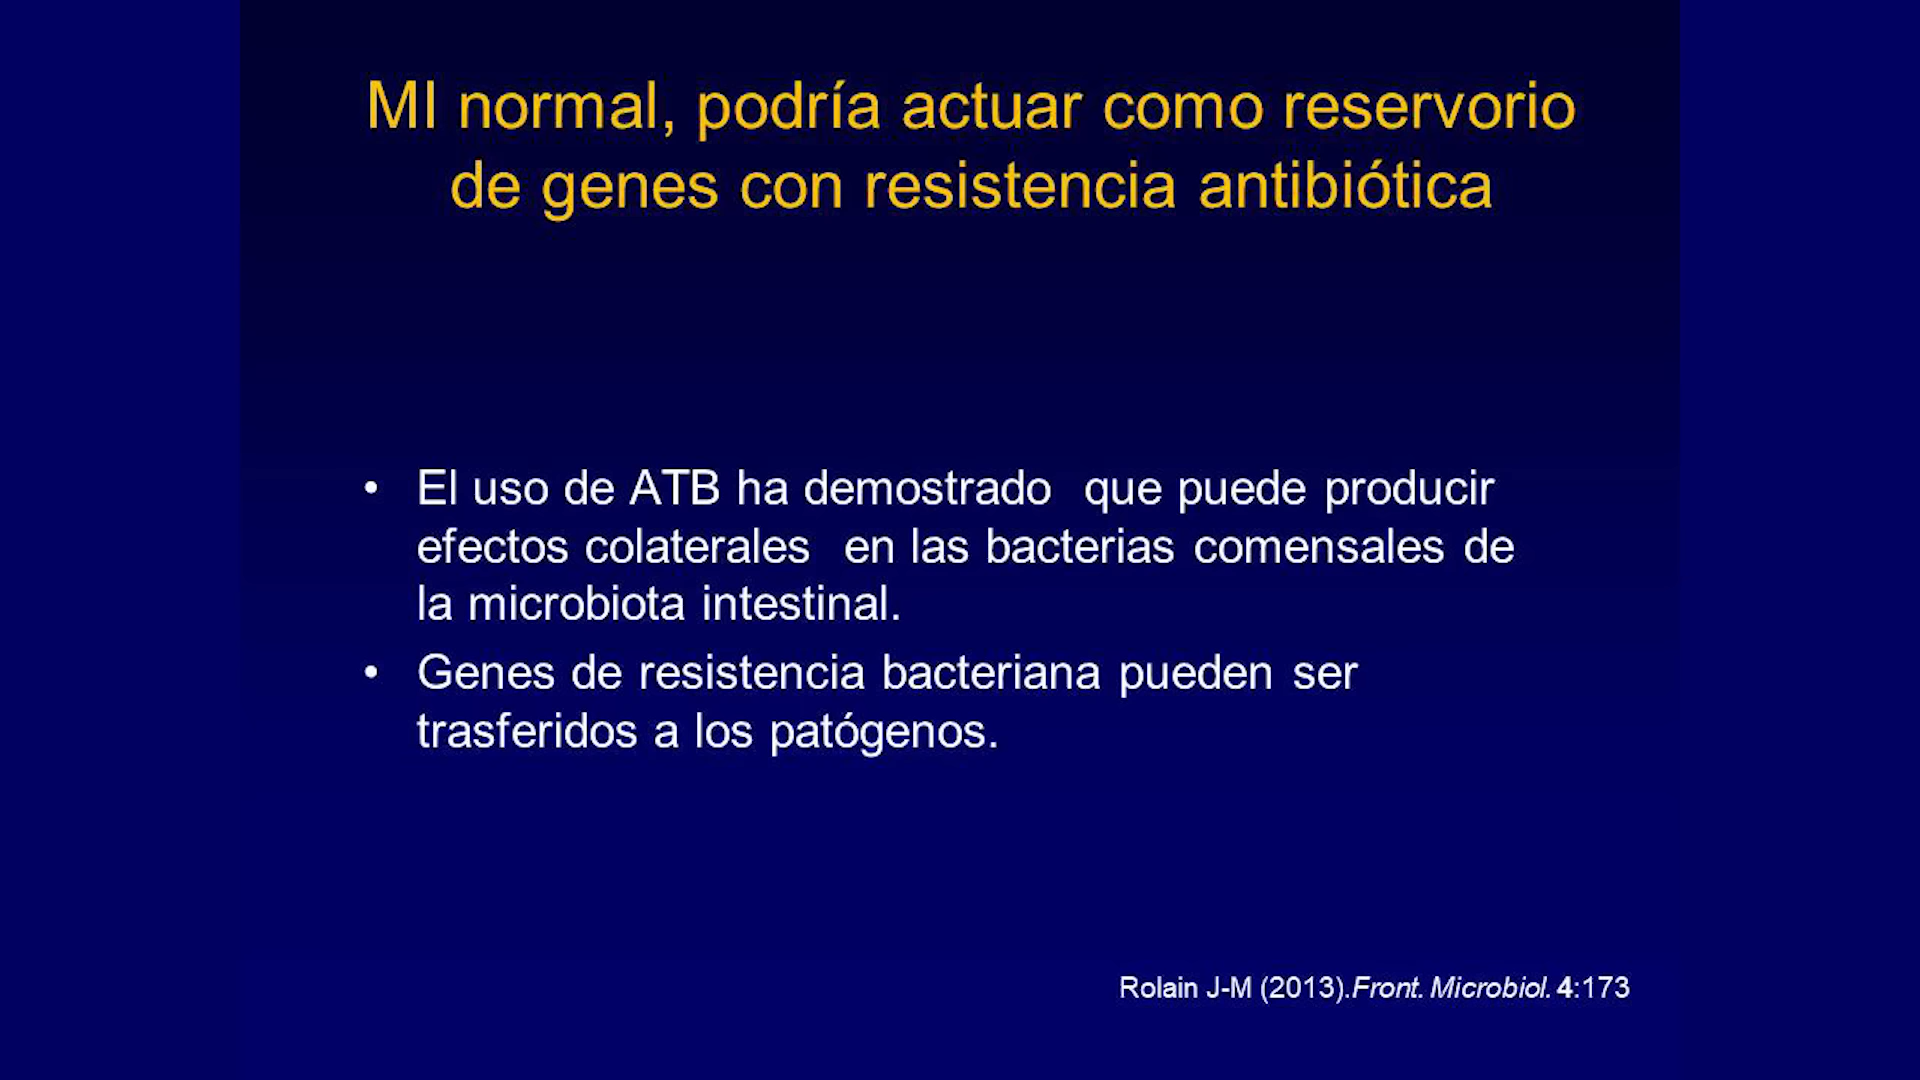 MI normal, podría actuar como reservorio
de genes con resistencia antibiótica
• El uso de ATB ha demostrado que puede producir
efectos colaterales en las bacterias comensales de
la microbiota intestinal.
• Genes de resistencia bacteriana pueden ser
trasferidos a los patógenos.
Rolain J-M (2013).Front. Microbiol. 4:173